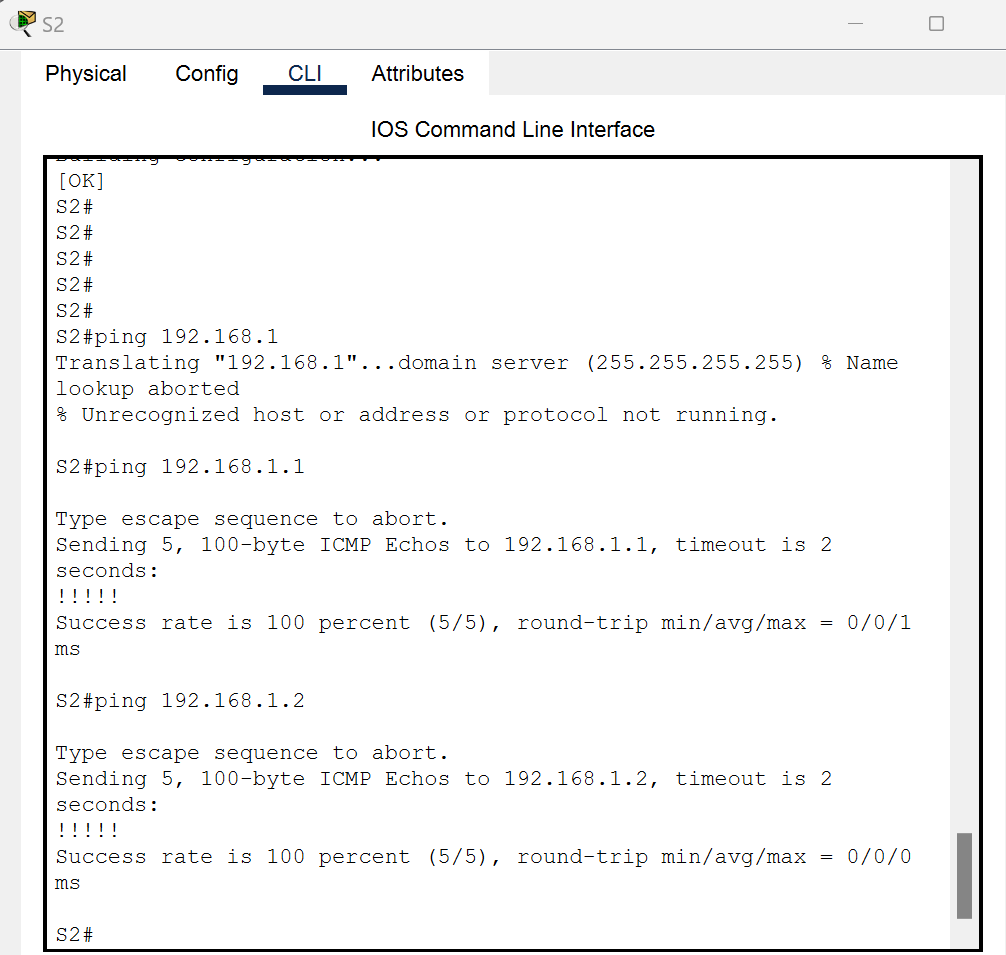 S2
Physical Config CLI Attributes
IOS Command Line Interface
Building configuration...
[OK]
S2#
S2#
S2#
S2#
S2#
S2#ping 192.168.1
Translating "192.168.1"...domain server (255.255.255.255) % Name
lookup aborted
% Unrecognized host or address or protocol not running.
S2#ping 192.168.1.1
Type escape sequence to abort.
Sending 5, 100-byte ICMP Echos to 192.168.1.1, timeout is 2
seconds:
!!!!!
Success rate is 100 percent (5/5), round-trip min/avg/max = 0/0/1
ms
S2#ping 192.168.1.2
Type escape sequence to abort.
Sending 5, 100-byte ICMP Echos to 192.168.1.2, timeout is 2
seconds:
!!!!!
Success rate is 100 percent (5/5), round-trip min/avg/max = 0/0/0
ms
S2#